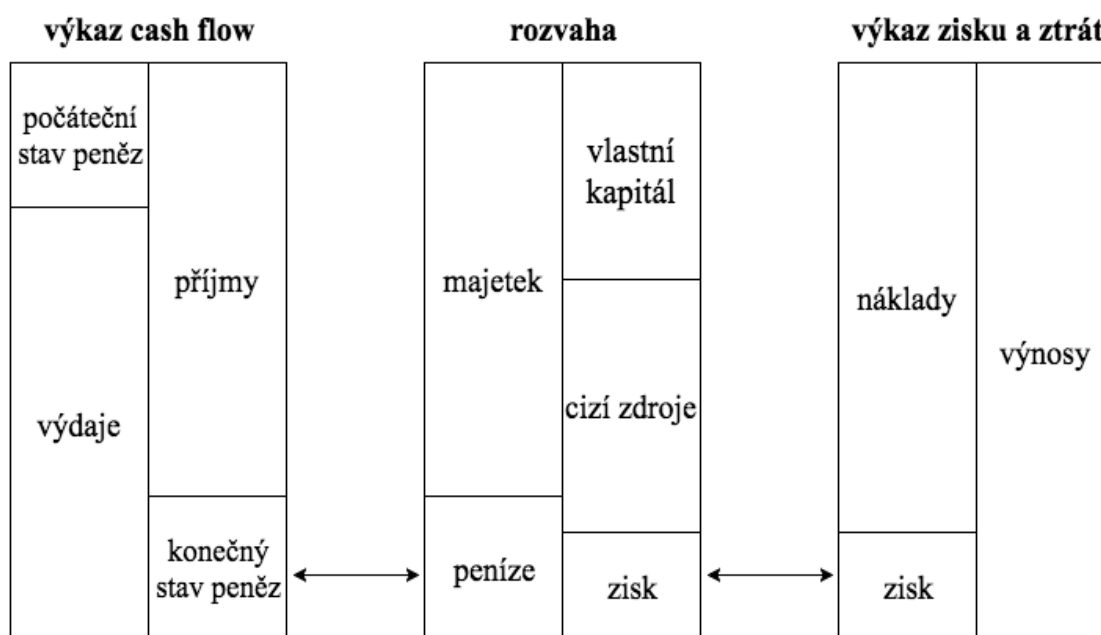 výkaz cash flow
rozvaha
výkaz zisku a ztrát
počáteční
stav peněz
výdaje
příjmy
konečný
stav peněz
majetek
peníze
vlastní
kapitál
cizí zdroje
zisk
náklady
zisk
výnosy